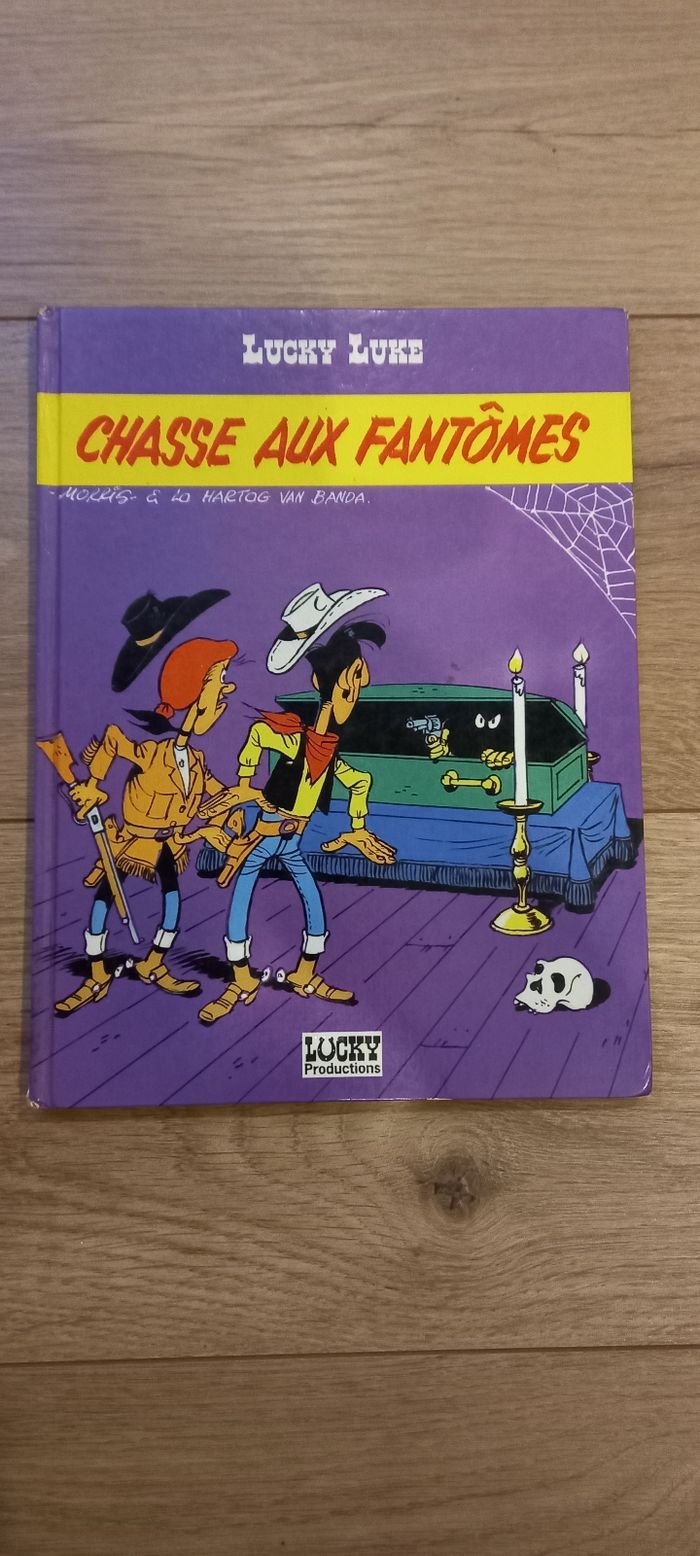 LUCKY LUKE
CHASSE AUX FANTÔMES
-MORRIS- & LO HARTOG VAN BANDA.
LUCKY
Productions